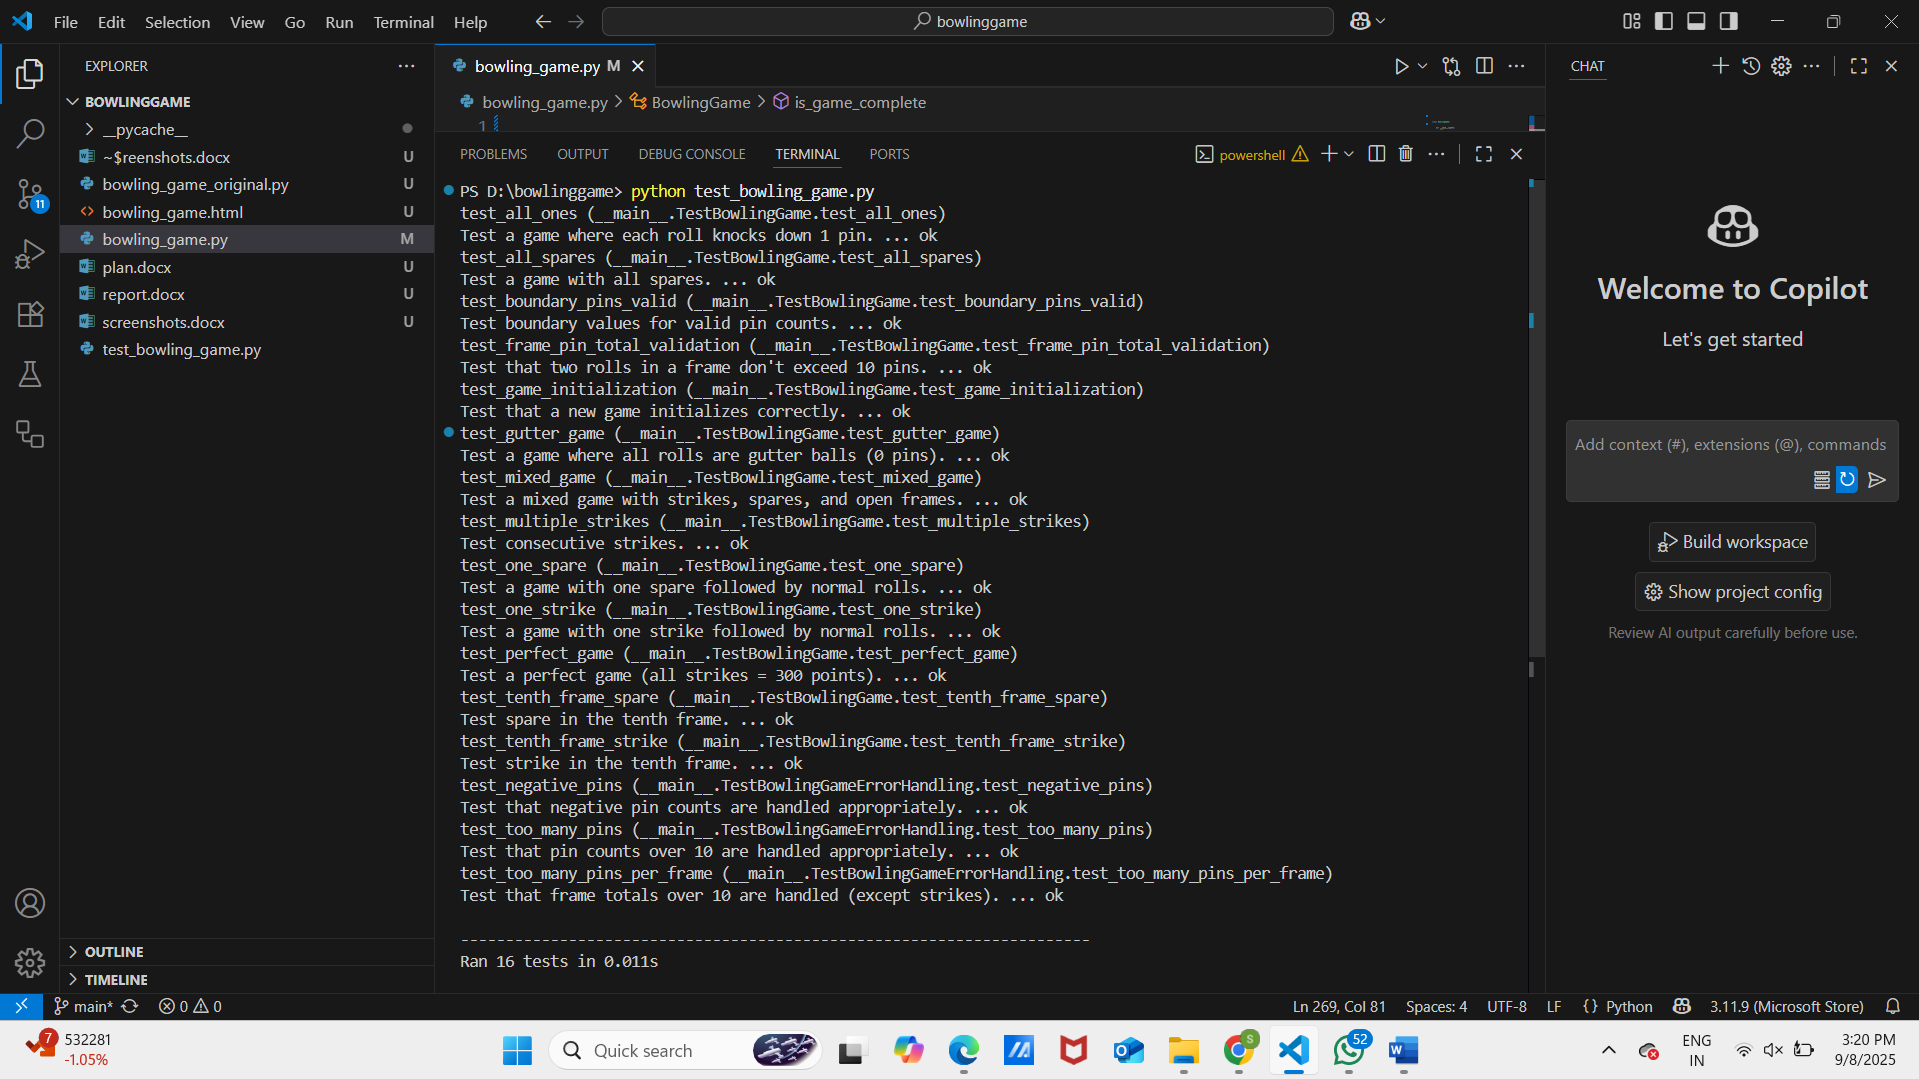 File Edit Selection View Go Run Terminal Help
bowlinggame
EXPLORER
BOWLINGGAME
__pycache__
~$reenshots.docx U
bowling_game_original.py U
bowling_game.html U
bowling_game.py M
plan.docx U
report.docx U
screenshots.docx U
test_bowling_game.py
11
OUTLINE
TIMELINE
bowling_game.py M
bowling_game.py > BowlingGame > is_game_complete
1
PROBLEMS OUTPUT DEBUG CONSOLE TERMINAL PORTS
powershell
PS D:\bowlinggame> python test_bowling_game.py
test_all_ones (__main__.TestBowlingGame.test_all_ones)
Test a game where each roll knocks down 1 pin. ... ok
test_all_spares (__main__.TestBowlingGame.test_all_spares)
Test a game with all spares. ... ok
test_boundary_pins_valid (__main__.TestBowlingGame.test_boundary_pins_valid)
Test boundary values for valid pin counts. ... ok
test_frame_pin_total_validation (__main__.TestBowlingGame.test_frame_pin_total_validation)
Test that two rolls in a frame don't exceed 10 pins. ... ok
test_game_initialization (__main__.TestBowlingGame.test_game_initialization)
Test that a new game initializes correctly. ... ok
test_gutter_game (__main__.TestBowlingGame.test_gutter_game)
Test a game where all rolls are gutter balls (0 pins). ... ok
test_mixed_game (__main__.TestBowlingGame.test_mixed_game)
Test a mixed game with strikes, spares, and open frames. ... ok
test_multiple_strikes (__main__.TestBowlingGame.test_multiple_strikes)
Test consecutive strikes. ... ok
test_one_spare (__main__.TestBowlingGame.test_one_spare)
Test a game with one spare followed by normal rolls. ... ok
test_one_strike (__main__.TestBowlingGame.test_one_strike)
Test a game with one strike followed by normal rolls. ... ok
test_perfect_game (__main__.TestBowlingGame.test_perfect_game)
Test a perfect game (all strikes = 300 points). ... ok
test_tenth_frame_spare (__main__.TestBowlingGame.test_tenth_frame_spare)
Test spare in the tenth frame. ... ok
test_tenth_frame_strike (__main__.TestBowlingGame.test_tenth_frame_strike)
Test strike in the tenth frame. ... ok
test_negative_pins (__main__.TestBowlingGameErrorHandling.test_negative_pins)
Test that negative pin counts are handled appropriately. ... ok
test_too_many_pins (__main__.TestBowlingGameErrorHandling.test_too_many_pins)
Test that pin counts over 10 are handled appropriately. ... ok
test_too_many_pins_per_frame (__main__.TestBowlingGameErrorHandling.test_too_many_pins_per_frame)
Test that frame totals over 10 are handled (except strikes). ... ok
----------------------------------------------------------------------
Ran 16 tests in 0.011s
CHAT
Welcome to Copilot
Let's get started
Add context (#), extensions (@), commands
Build workspace
Show project config
Review AI output carefully before use.
main* 0 0 Ln 269, Col 81 Spaces: 4 UTF-8 LF {} Python 3.11.9 (Microsoft Store)
7
532281
-1.05%
Quick search
S
52
ENG
IN
3:20 PM
9/8/2025